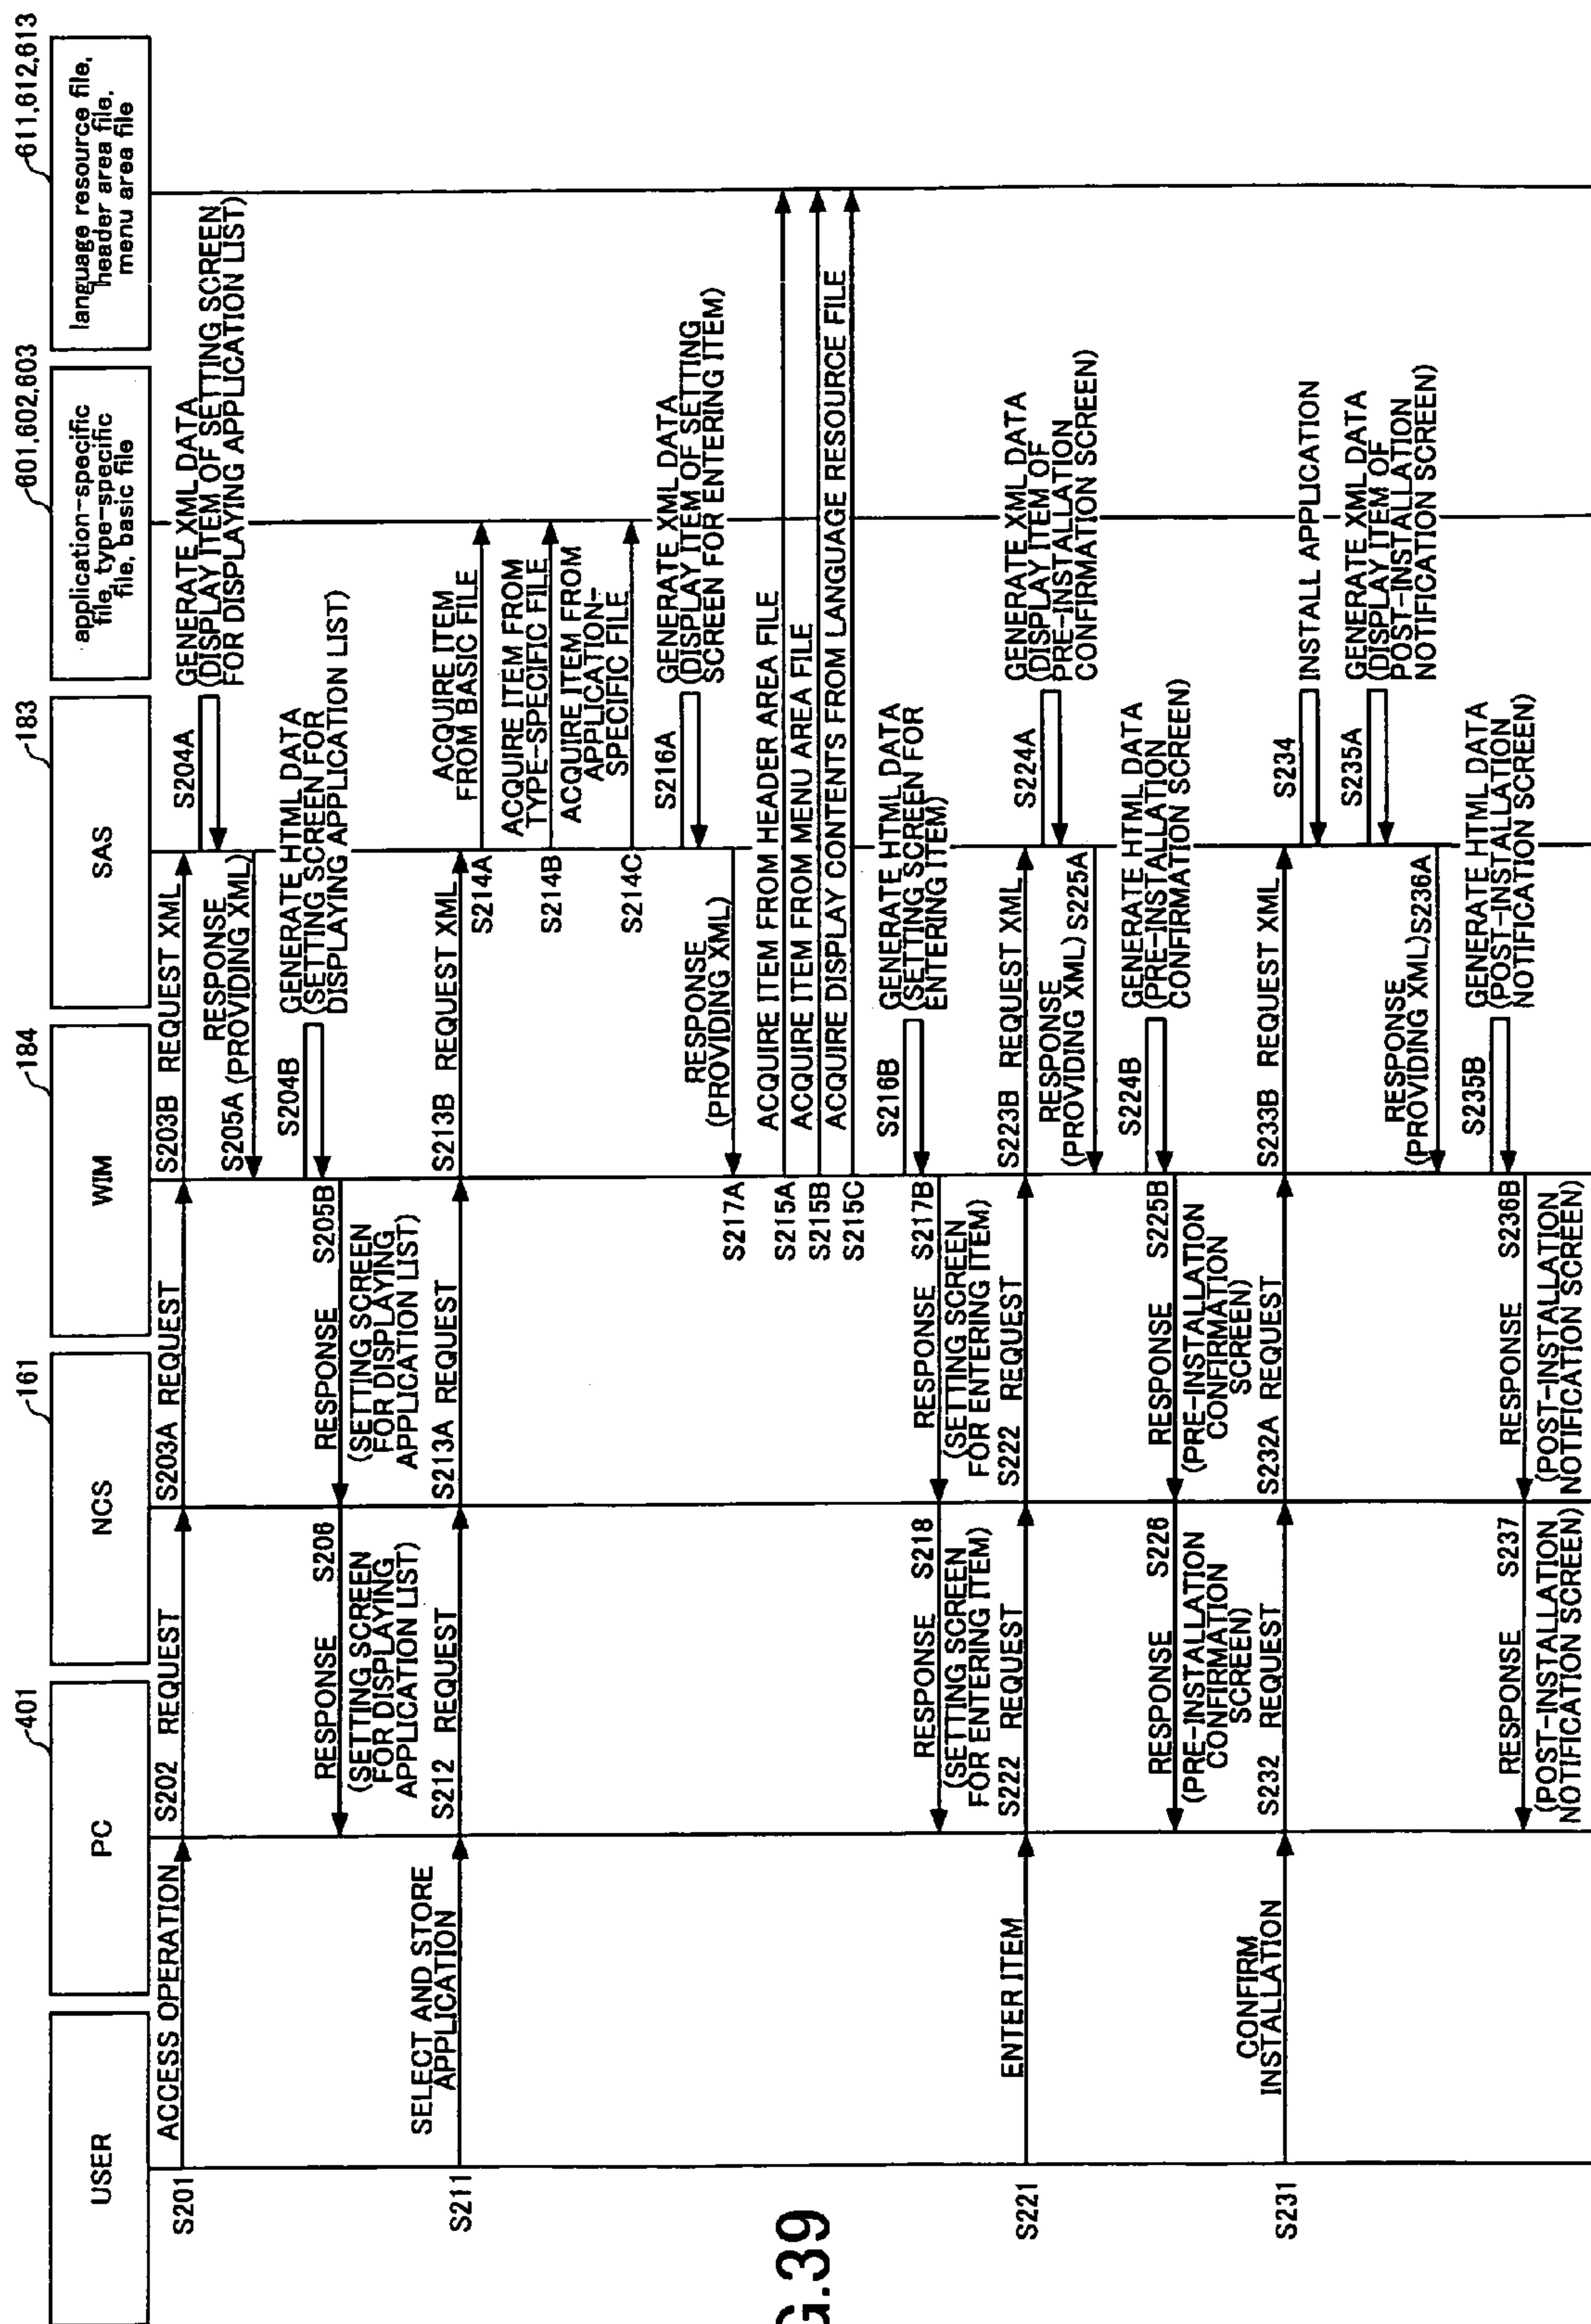 USER
PC
401
NCS
161
WIM
184
SAS
183
application-specific
file, type-specific
file, basic file
601,602,603
language resource file,
header area file,
menu area file
611,612,613
S201
ACCESS OPERATION
S202 REQUEST
S203A REQUEST
S203B REQUEST XML
S204A
GENERATE XML DATA
(DISPLAY ITEM OF SETTING SCREEN
FOR DISPLAYING APPLICATION LIST)
RESPONSE
S205A (PROVIDING XML)
S204B
GENERATE HTML DATA
(SETTING SCREEN FOR
DISPLAYING APPLICATION LIST)
RESPONSE S205B
(SETTING SCREEN
FOR DISPLAYING
APPLICATION LIST)
RESPONSE S206
(SETTING SCREEN
FOR DISPLAYING
APPLICATION LIST)
S211
SELECT AND STORE
APPLICATION
S212 REQUEST
S213A REQUEST
S213B REQUEST XML
S214A
ACQUIRE ITEM
FROM BASIC FILE
S214B
ACQUIRE ITEM FROM
TYPE-SPECIFIC FILE
S214C
ACQUIRE ITEM FROM
APPLICATION-
SPECIFIC FILE
S216A
GENERATE XML DATA
(DISPLAY ITEM OF SETTING
SCREEN FOR ENTERING ITEM)
RESPONSE
(PROVIDING XML)
S217A
S215A
ACQUIRE ITEM FROM HEADER AREA FILE
S215B
ACQUIRE ITEM FROM MENU AREA FILE
S215C
ACQUIRE DISPLAY CONTENTS FROM LANGUAGE RESOURCE FILE
S216B
GENERATE HTML DATA
(SETTING SCREEN FOR
ENTERING ITEM)
RESPONSE S217B
(SETTING SCREEN
FOR ENTERING ITEM)
RESPONSE S218
(SETTING SCREEN
FOR ENTERING ITEM)
S221
ENTER ITEM
S222 REQUEST
S222 REQUEST
S223B REQUEST XML
S224A
GENERATE XML DATA
(DISPLAY ITEM OF
PRE-INSTALLATION
CONFIRMATION SCREEN)
RESPONSE
(PROVIDING XML) S225A
S224B
GENERATE HTML DATA
(PRE-INSTALLATION
CONFIRMATION SCREEN)
RESPONSE S225B
(PRE-INSTALLATION
CONFIRMATION
SCREEN)
RESPONSE S226
(PRE-INSTALLATION
CONFIRMATION
SCREEN)
S231
CONFIRM
INSTALLATION
S232 REQUEST
S232A REQUEST
S233B REQUEST XML
S234
INSTALL APPLICATION
S235A
GENERATE XML DATA
(DISPLAY ITEM OF
POST-INSTALLATION
NOTIFICATION SCREEN)
RESPONSE
(PROVIDING XML) S236A
S235B
GENERATE HTML DATA
(POST-INSTALLATION
NOTIFICATION SCREEN)
RESPONSE S236B
(POST-INSTALLATION
NOTIFICATION SCREEN)
RESPONSE S237
(POST-INSTALLATION
NOTIFICATION SCREEN)
G.39